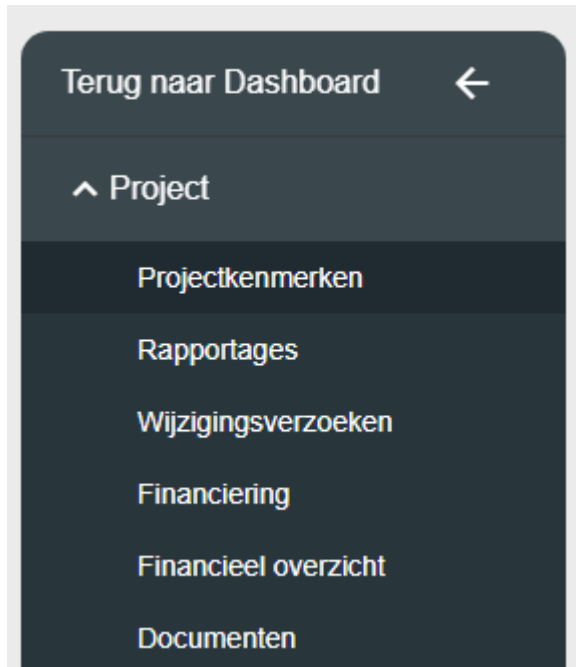 Terug naar Dashboard
Project
Projectkenmerken
Rapportages
Wijzigingsverzoeken
Financiering
Financieel overzicht
Documenten